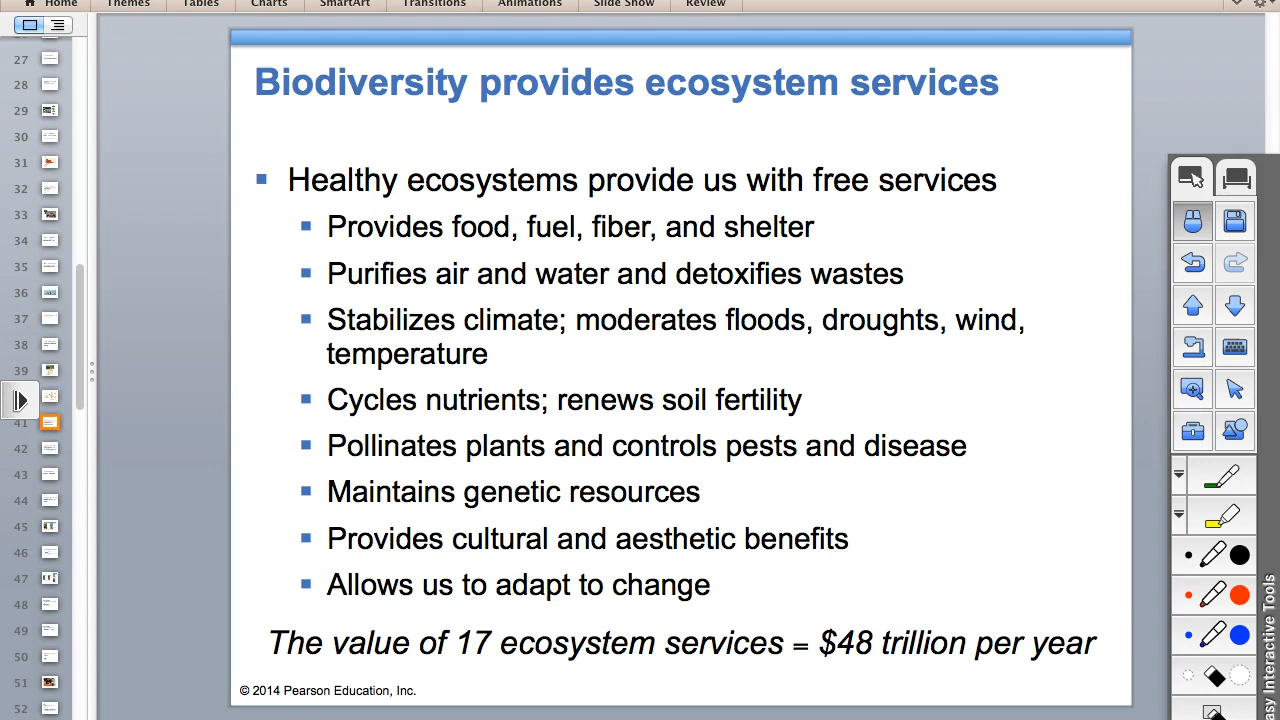 Home Themes Tables Charts SmartArt Transitions Animations Slide Show Review
27
28
29
30
31
32
33
34
35
36
37
38
39
41
42
43
44
45
46
47
48
49
50
51
52
Biodiversity provides ecosystem services
Healthy ecosystems provide us with free services
Provides food, fuel, fiber, and shelter
Purifies air and water and detoxifies wastes
Stabilizes climate; moderates floods, droughts, wind,
temperature
Cycles nutrients; renews soil fertility
Pollinates plants and controls pests and disease
Maintains genetic resources
Provides cultural and aesthetic benefits
Allows us to adapt to change
The value of 17 ecosystem services = $48 trillion per year
© 2014 Pearson Education, Inc.
Interactive Tools